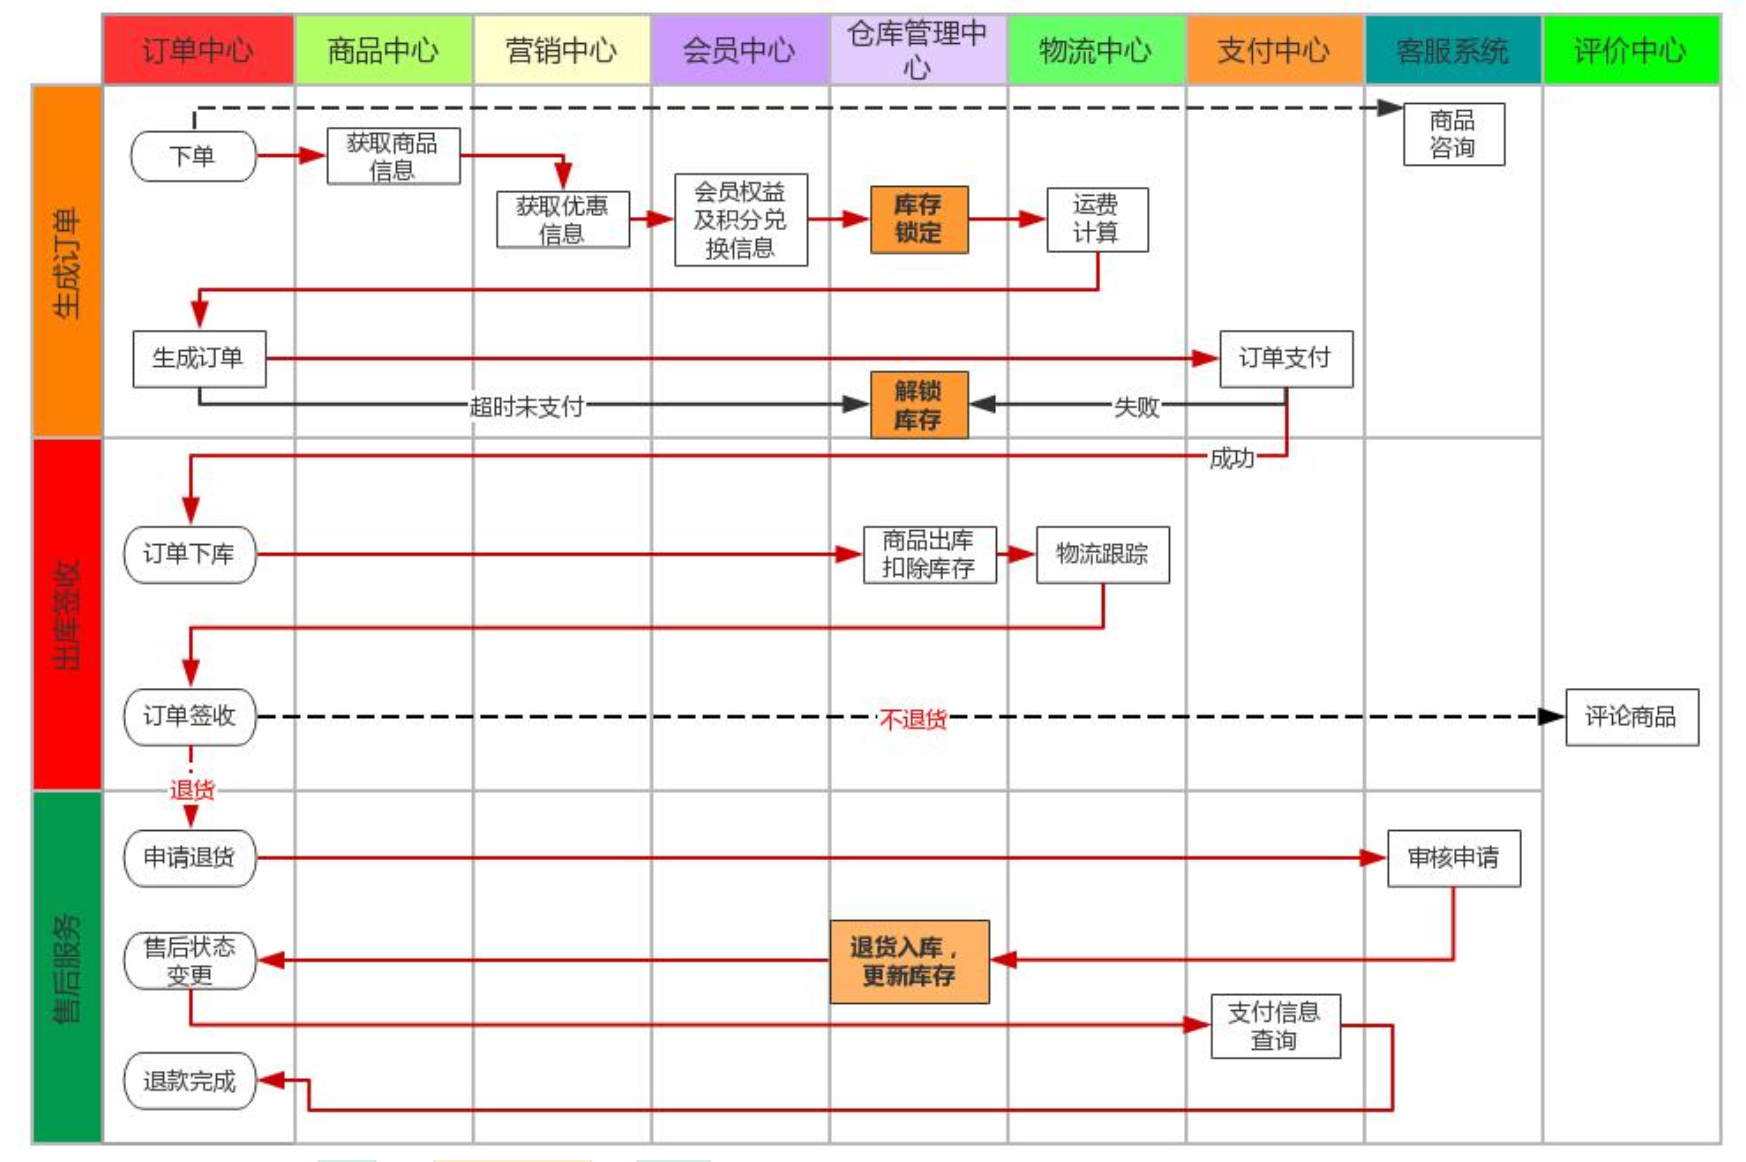 订单中心
商品中心
营销中心
会员中心
仓库管理中
心
物流中心
支付中心
客服系统
评价中心
生成订单
下单
获取商品
信息
商品
咨询
获取优惠
信息
会员权益
及积分兑
换信息
库存
锁定
运费
计算
生成订单
订单支付
超时未支付
解锁
库存
失败
出库签收
成功
订单下库
商品出库
扣除库存
物流跟踪
订单签收
不退货
评论商品
退货
售后服务
申请退货
审核申请
售后状态
变更
退货入库，
更新库存
支付信息
查询
退款完成